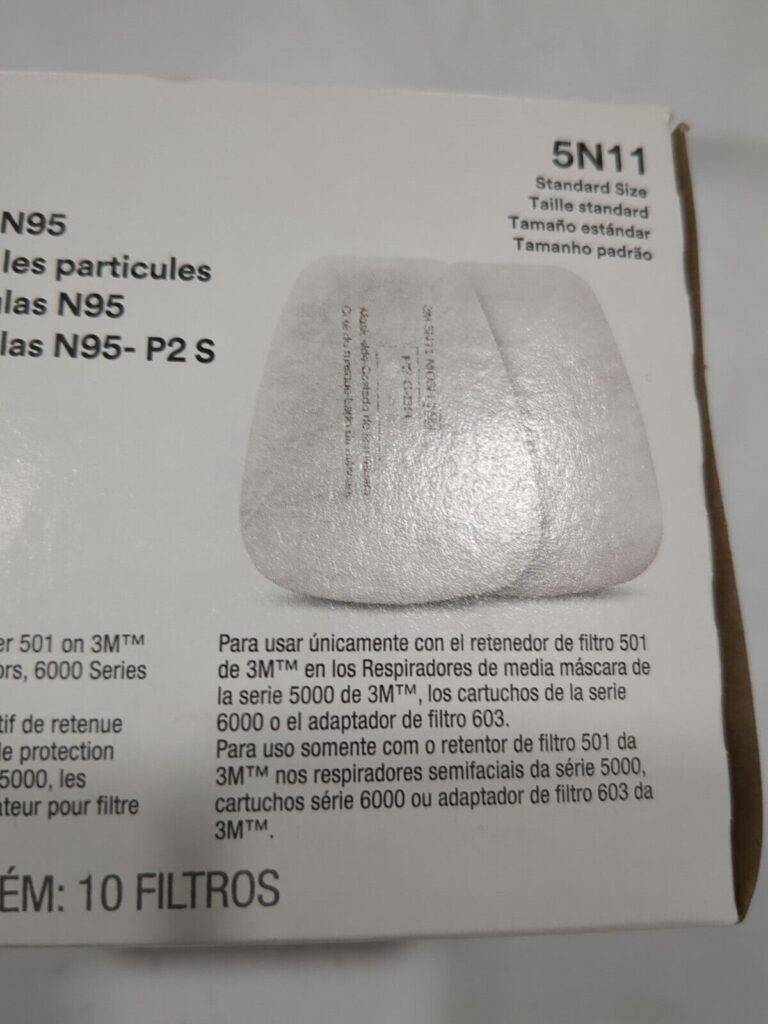 5N11
Standard Size
Taille standard
Tamaño estándar
Tamanho padrão
N95
les particules
las N95
las N95- P2 S
er 501 on 3M™
ors, 6000 Series
tif de retenue
le protection
5000, les
ateur pour filtre
Para usar únicamente con el retenedor de filtro 501
de 3M™ en los Respiradores de media máscara de
la serie 5000 de 3M™, los cartuchos de la serie
6000 o el adaptador de filtro 603.
Para uso somente com o retentor de filtro 501 da
3M™ nos respiradores semifaciais da série 5000,
cartuchos série 6000 ou adaptador de filtro 603 da
3M™.
ÉM: 10 FILTROS